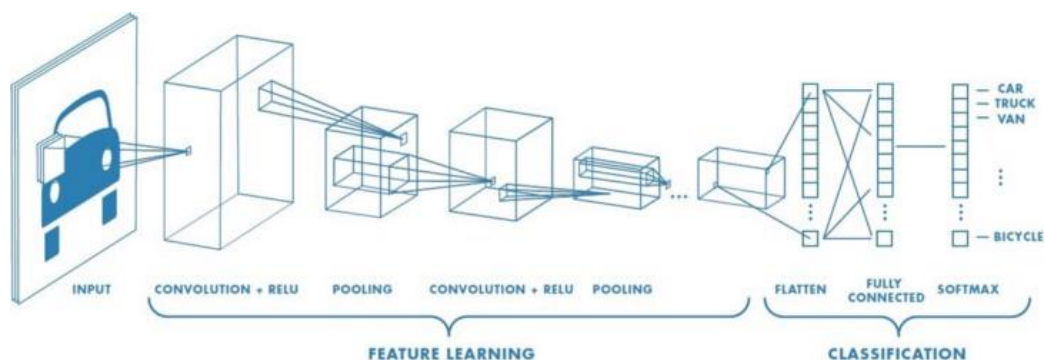 CAR
TRUCK
VAN
BICYCLE
INPUT
CONVOLUTION + RELU
POOLING
CONVOLUTION + RELU
POOLING
FLATTEN
FULLY
CONNECTED
SOFTMAX
FEATURE LEARNING
CLASSIFICATION